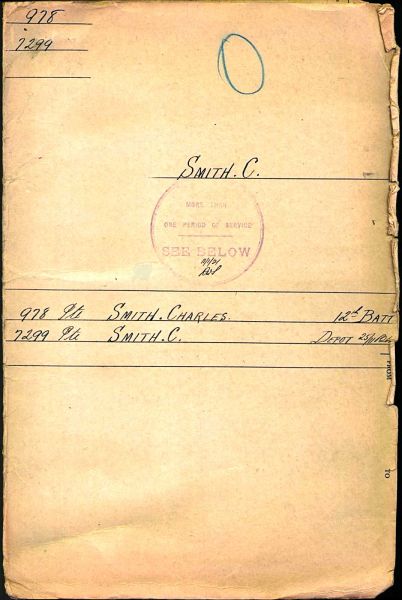 978
7299
SMITH. C.
MORE THAN
ONE PERIOD OF SERVICE
SEE BELOW
978 Pte SMITH. CHARLES. 12th BATT
7299 Pte SMITH. C. DEPOT
FROM
TO